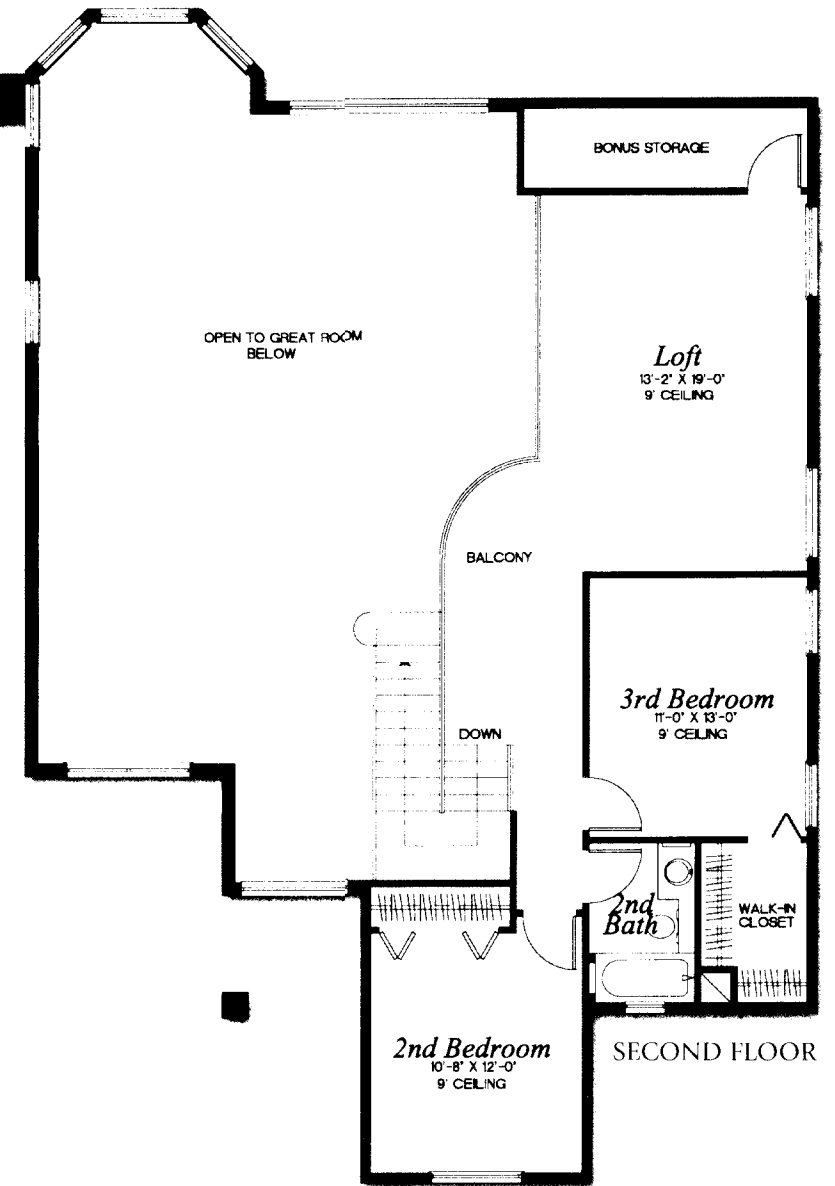 BONUS STORAGE
OPEN TO GREAT ROOM
BELOW
Loft
13'-2" X 19'-0"
9' CEILING
BALCONY
3rd Bedroom
11'-0" X 13'-0"
9' CEILING
DOWN
2nd
Bath
WALK-IN
CLOSET
2nd Bedroom
10'-8" X 12'-0"
9' CEILING
SECOND FLOOR